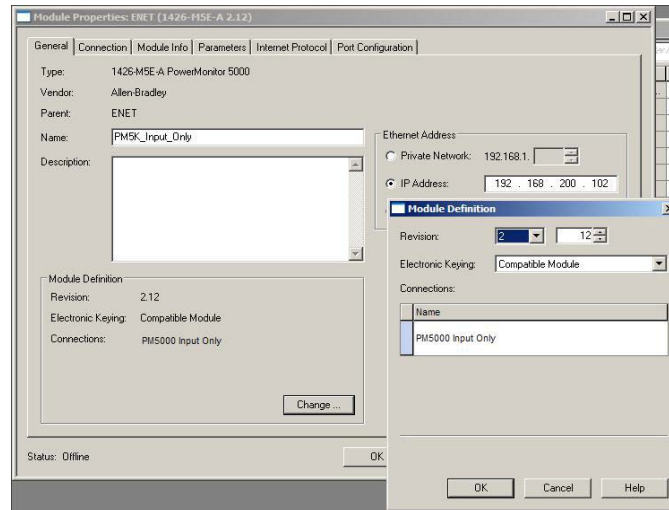 Module Properties: ENET (1426-M5E-A 2.12)
General Connection Module Info Parameters Internet Protocol Port Configuration
Type: 1426-M5E-A PowerMonitor 5000
Vendor: Allen-Bradley
Parent: ENET
Name: PM5K_Input_Only
Description:
Ethernet Address
Private Network: 192.168.1.
IP Address: 192 . 168 . 200 . 102
Module Definition
Revision: 2.12
Electronic Keying: Compatible Module
Connections: PM5000 Input Only
Change ...
Status: Offline
OK
Module Definition
Revision: 2 12
Electronic Keying: Compatible Module
Connections:
Name
PM5000 Input Only
OK Cancel Help